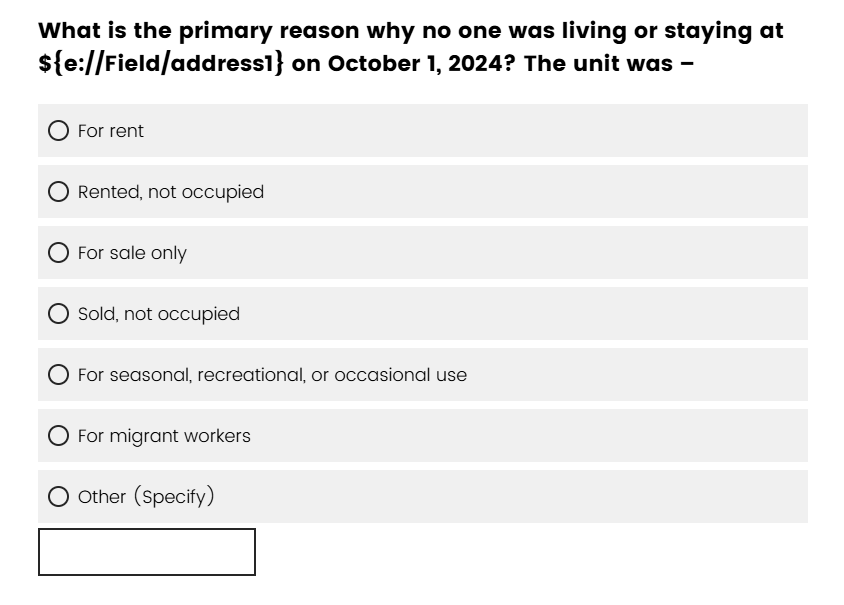 What is the primary reason why no one was living or staying at
${e://Field/address1} on October 1, 2024? The unit was –
For rent
Rented, not occupied
For sale only
Sold, not occupied
For seasonal, recreational, or occasional use
For migrant workers
Other (Specify)